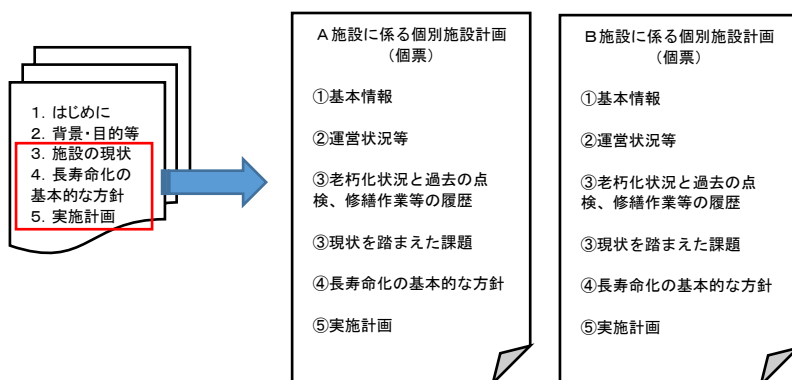 1. はじめに
2. 背景・目的等
3. 施設の現状
4. 長寿命化の
基本的な方針
5. 実施計画
A施設に係る個別施設計画
(個票)
①基本情報
②運営状況等
③老朽化状況と過去の点
検、修繕作業等の履歴
③現状を踏まえた課題
④長寿命化の基本的な方針
⑤実施計画
B施設に係る個別施設計画
(個票)
①基本情報
②運営状況等
③老朽化状況と過去の点
検、修繕作業等の履歴
③現状を踏まえた課題
④長寿命化の基本的な方針
⑤実施計画